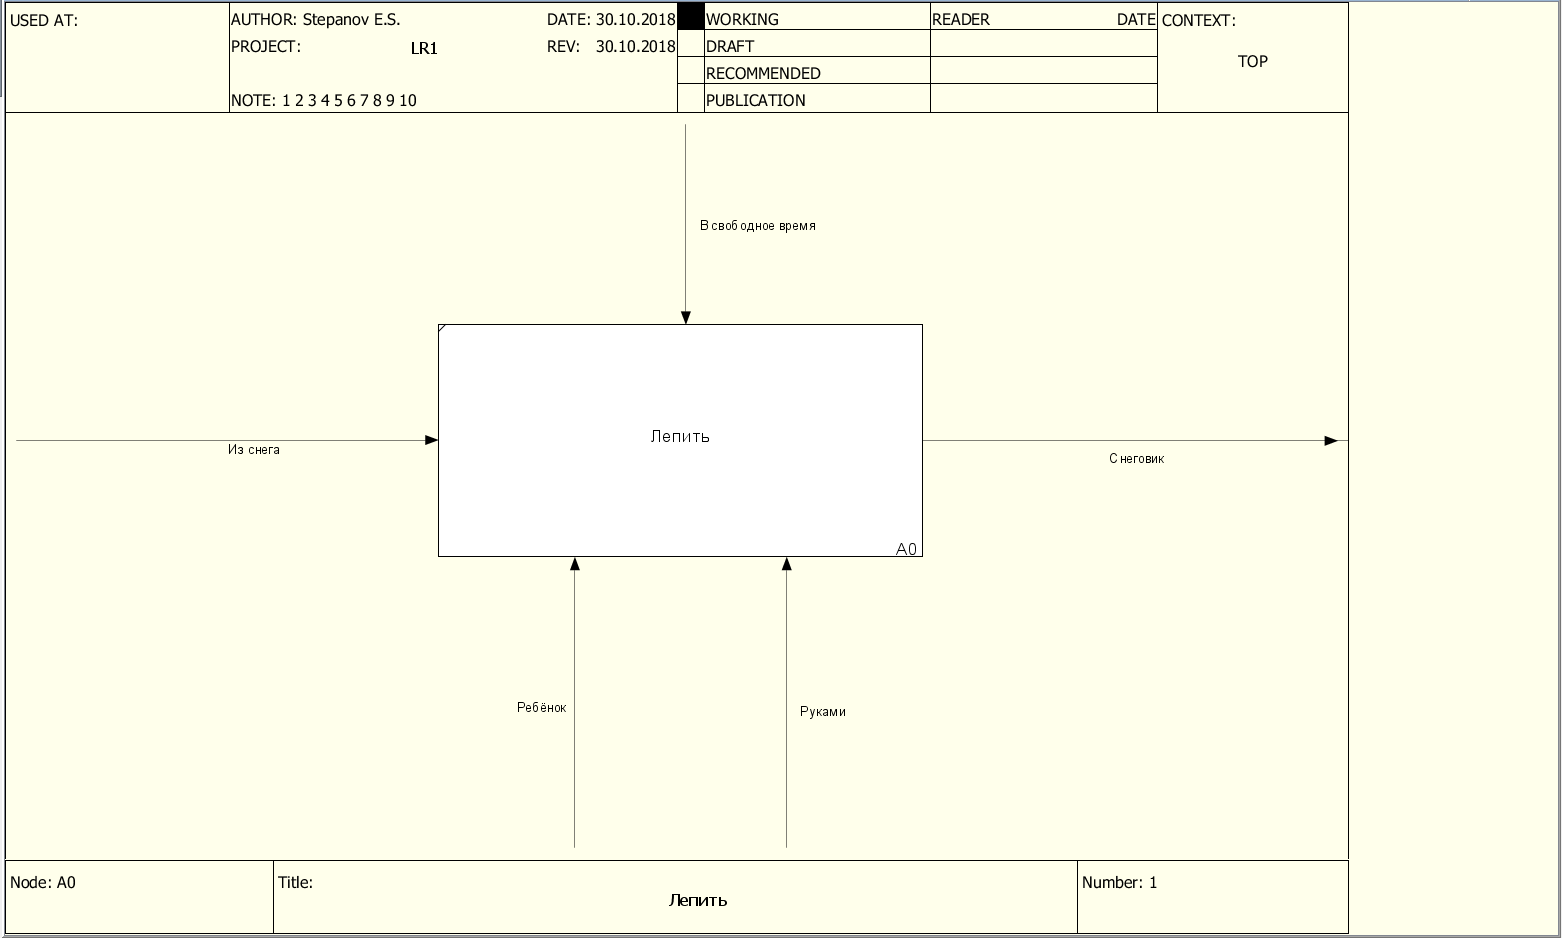 USED AT:
AUTHOR: Stepanov E.S.
DATE: 30.10.2018
WORKING
READER
DATE
CONTEXT:
PROJECT:
LR1
REV: 30.10.2018
DRAFT
TOP
RECOMMENDED
NOTE: 1 2 3 4 5 6 7 8 9 10
PUBLICATION
В свободное время
Лепить
Из снега
Снеговик
A0
Ребёнок
Руками
Node: A0
Title:
Лепить
Number: 1